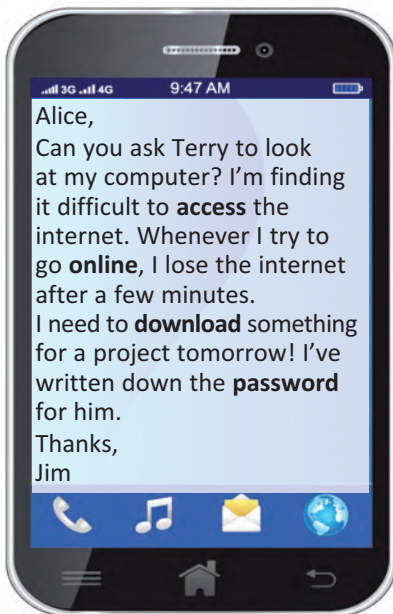 3G 4G 9:47 AM
Alice,
Can you ask Terry to look
at my computer? I’m finding
it difficult to access the
internet. Whenever I try to
go online, I lose the internet
after a few minutes.
I need to download something
for a project tomorrow! I’ve
written down the password
for him.
Thanks,
Jim